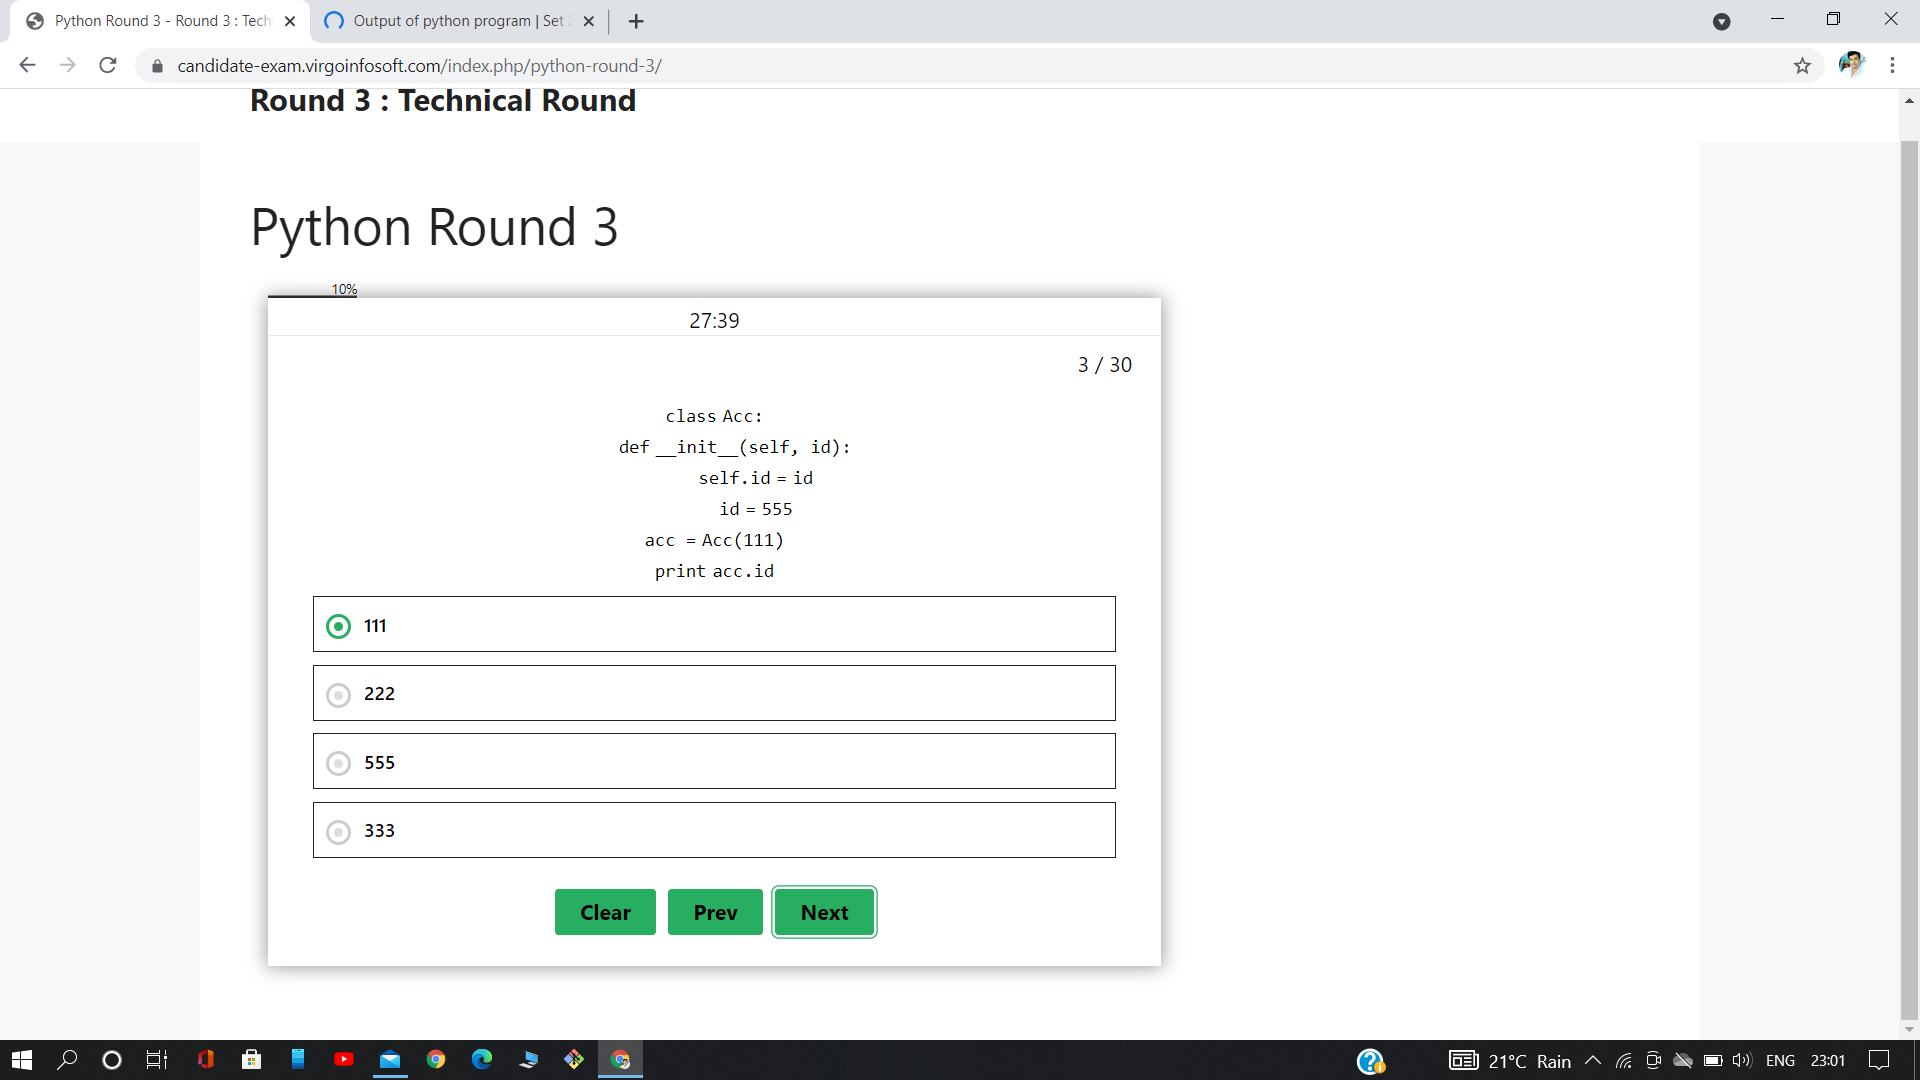 Python Round 3 - Round 3 : Tech
Output of python program | Set
candidate-exam.virgoinfosoft.com/index.php/python-round-3/
Round 3 : Technical Round
Python Round 3
10%
27:39
3 / 30
class Acc:
def __init__(self, id):
self.id = id
id = 555
acc = Acc(111)
print acc.id
111
222
555
333
Clear
Prev
Next
21°C Rain
ENG
23:01